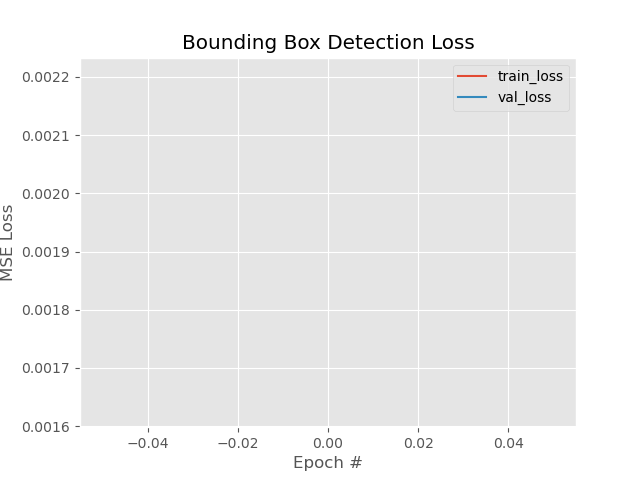 Bounding Box Detection Loss
train_loss
val_loss
0.0022
0.0021
0.0020
0.0019
0.0018
0.0017
0.0016
MSE Loss
−0.04
−0.02
0.00
0.02
0.04
Epoch #